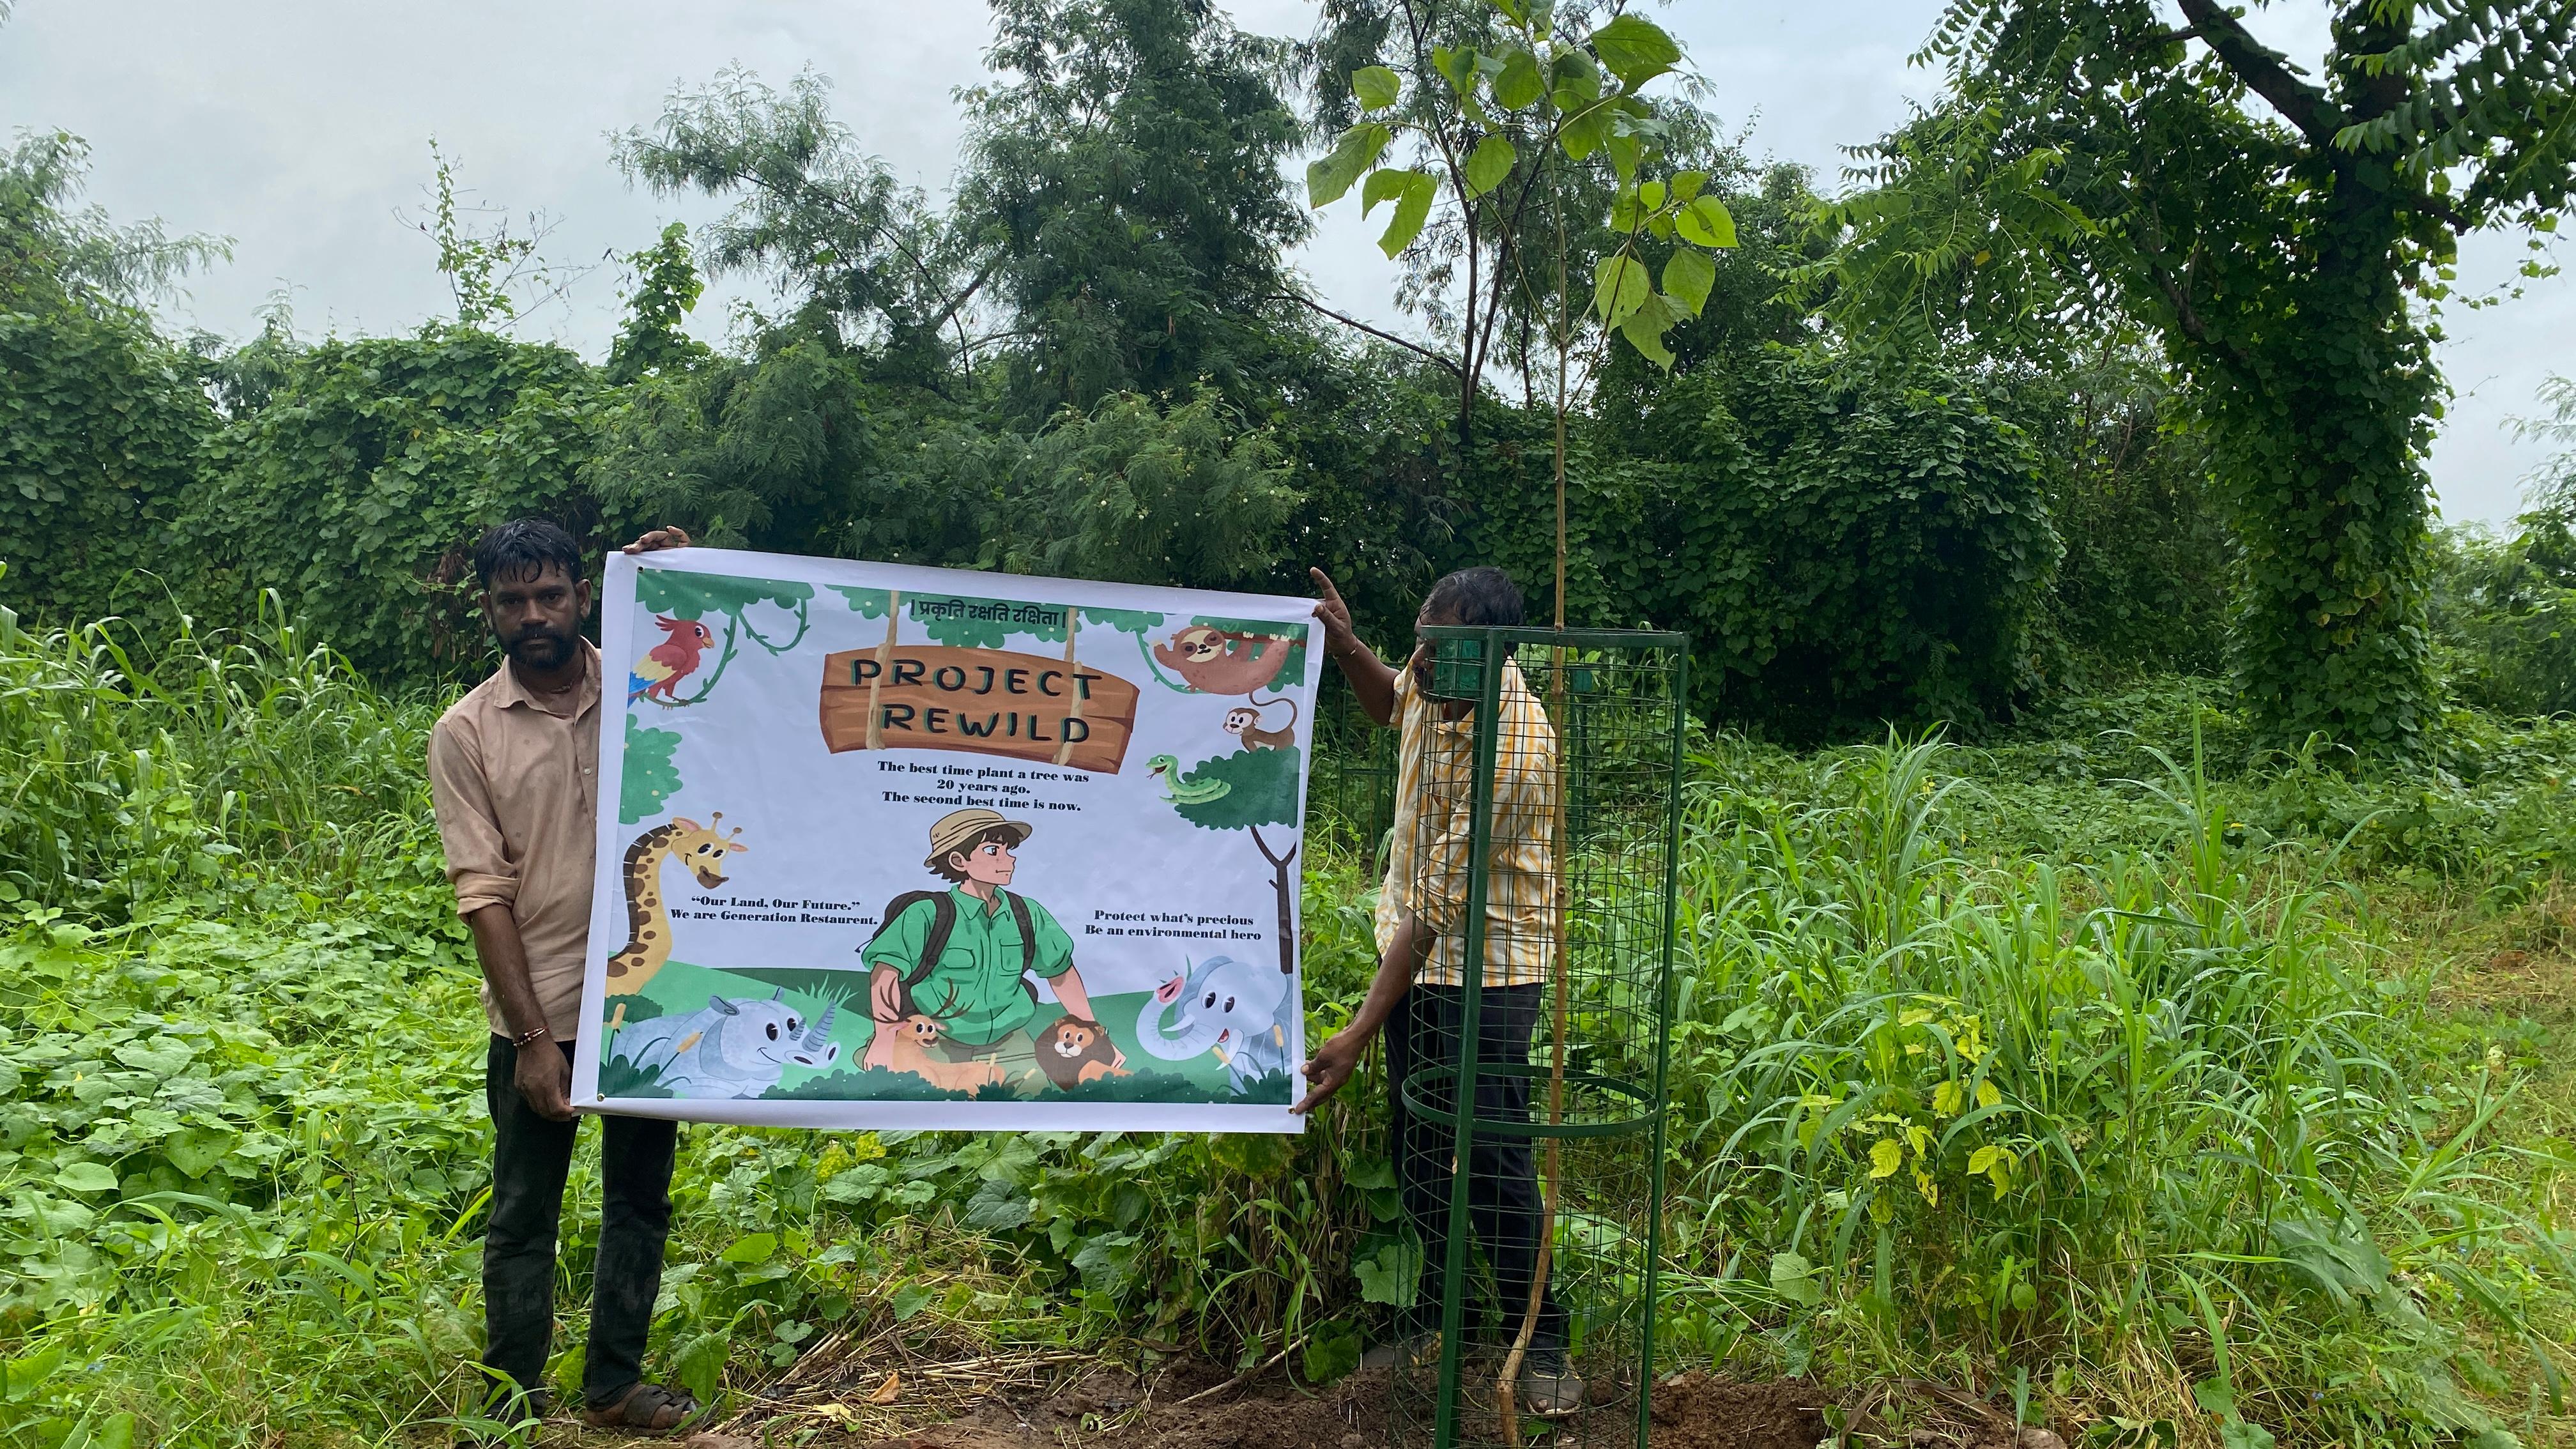 | प्रकृति रक्षति रक्षिता |
PROJECT
REWILD
The best time plant a tree was
20 years ago.
The second best time is now.
“Our Land, Our Future.”
We are Generation Restaurent.
Protect what's precious
Be an environmental hero